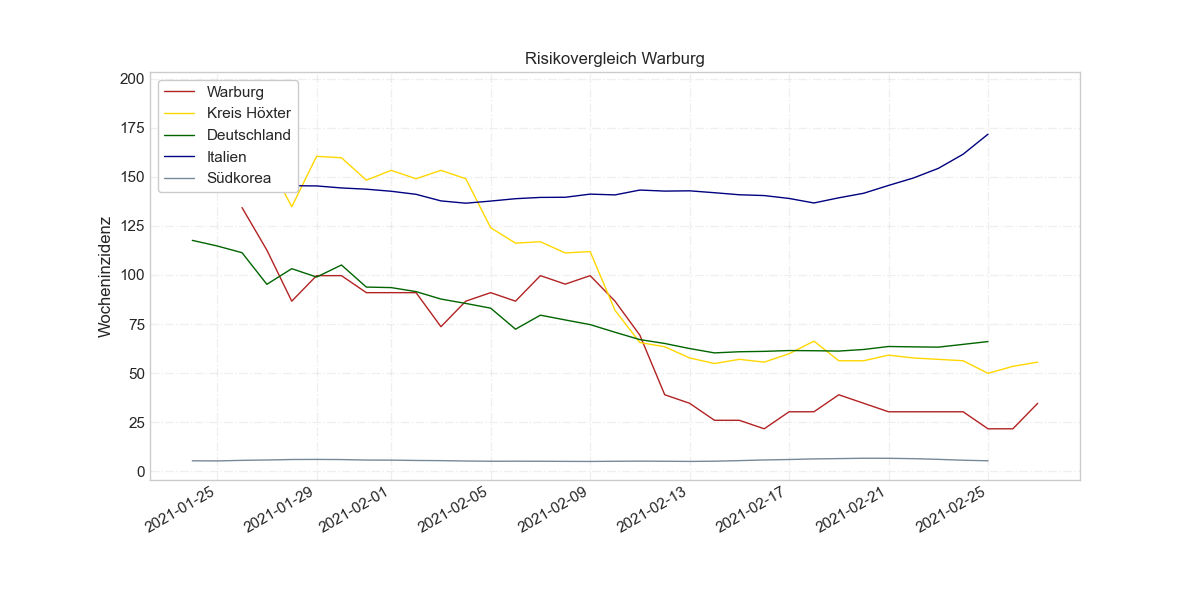 Risikovergleich Warburg
Wocheninzidenz
200
175
150
125
100
75
50
25
0
Warburg
Kreis Höxter
Deutschland
Italien
Südkorea
2021-01-25
2021-01-29
2021-02-01
2021-02-05
2021-02-09
2021-02-13
2021-02-17
2021-02-21
2021-02-25